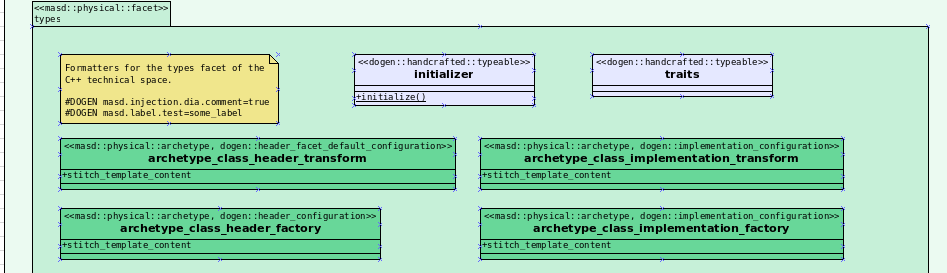 <<masd::physical::facet>>
types
Formatters for the types facet of the
C++ technical space.
#DOGEN masd.injection.dia.comment=true
#DOGEN masd.label.test=some_label
<<dogen::handcrafted::typeable>>
initializer
+initialize()
<<dogen::handcrafted::typeable>>
traits
<<masd::physical::archetype, dogen::header_facet_default_configuration>>
archetype_class_header_transform
+stitch_template_content
<<masd::physical::archetype, dogen::implementation_configuration>>
archetype_class_implementation_transform
+stitch_template_content
<<masd::physical::archetype, dogen::header_configuration>>
archetype_class_header_factory
+stitch_template_content
<<masd::physical::archetype, dogen::implementation_configuration>>
archetype_class_implementation_factory
+stitch_template_content